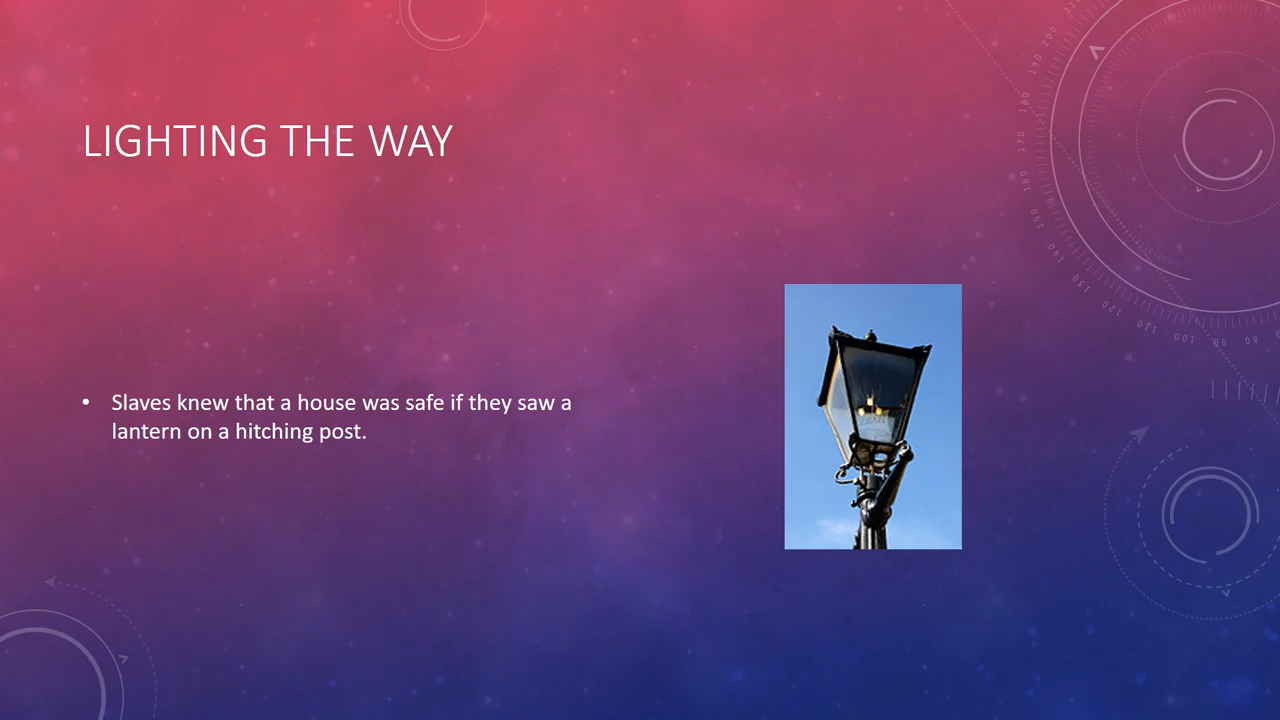 LIGHTING THE WAY
• Slaves knew that a house was safe if they saw a
lantern on a hitching post.